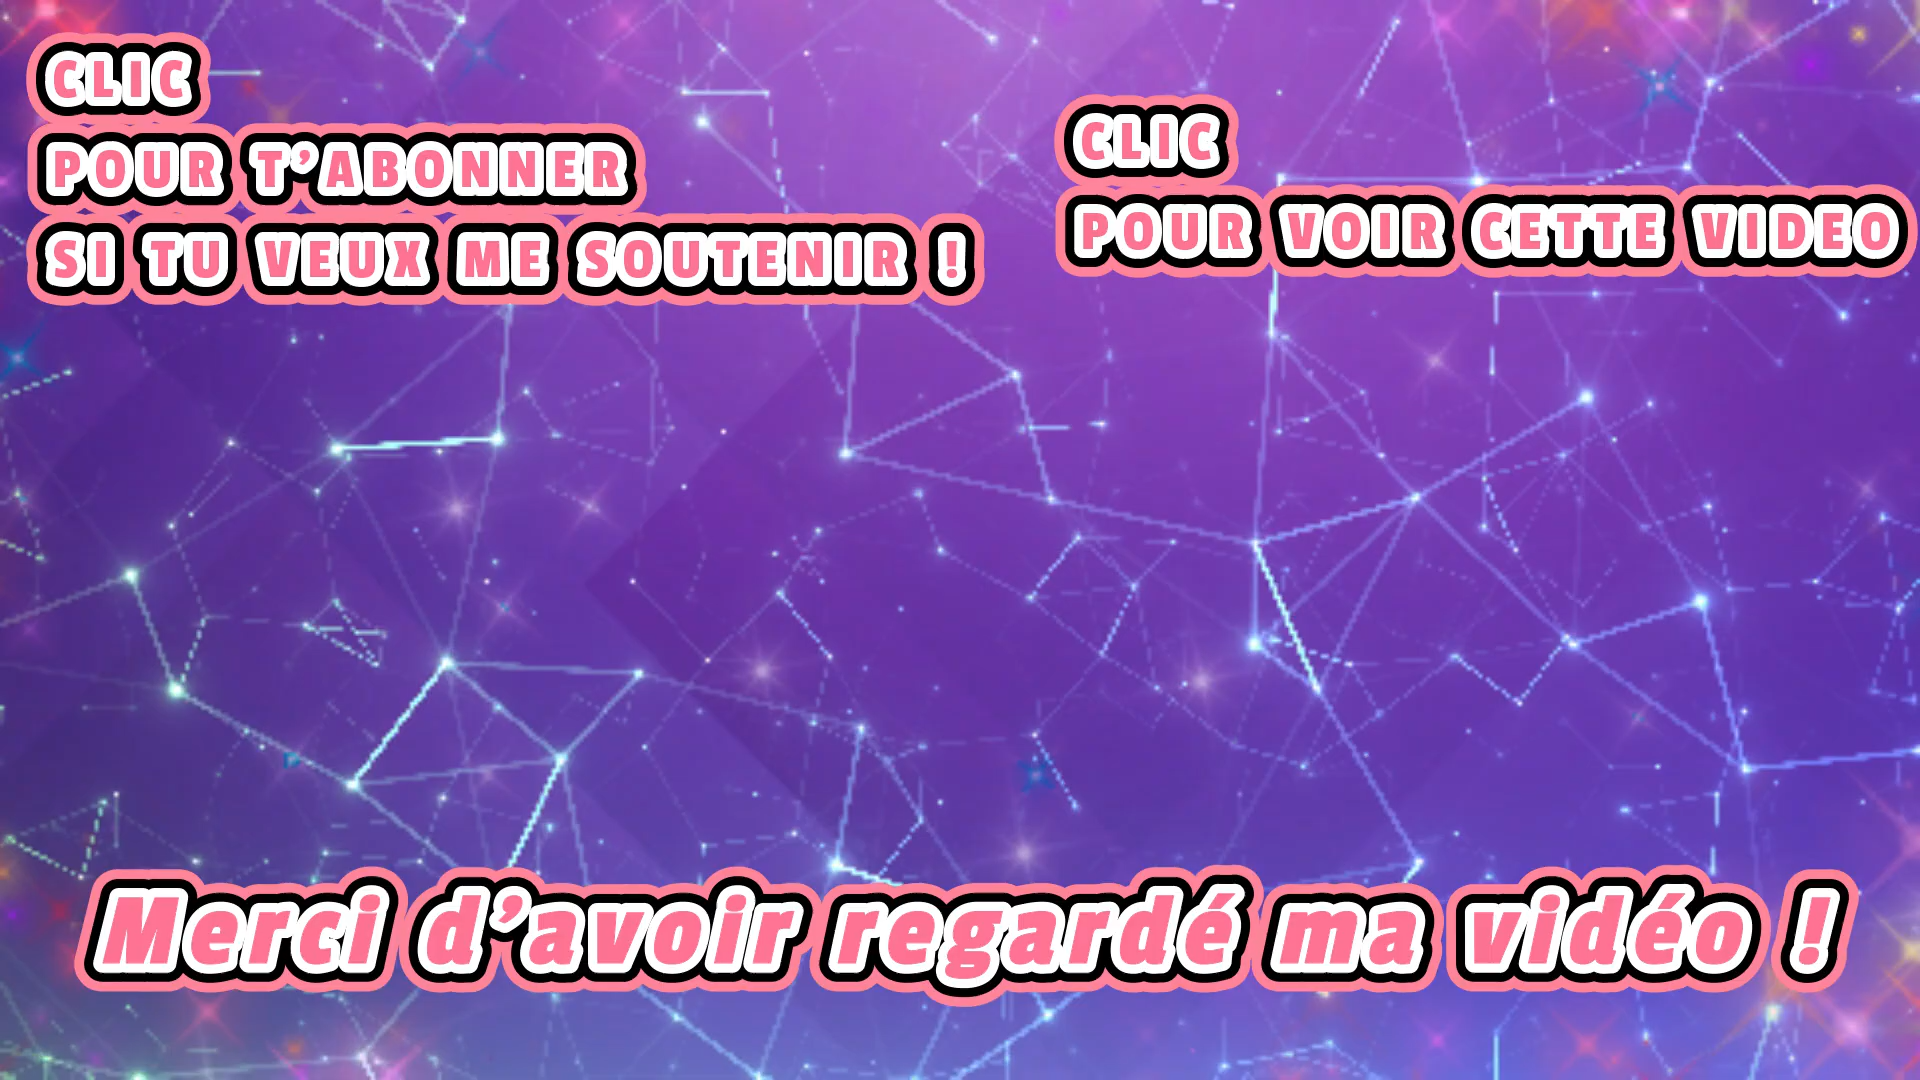 CLIC
POUR T’ABONNER
SI TU VEUX ME SOUTENIR !
CLIC
POUR VOIR CETTE VIDEO
Merci d’avoir regardé ma vidéo !